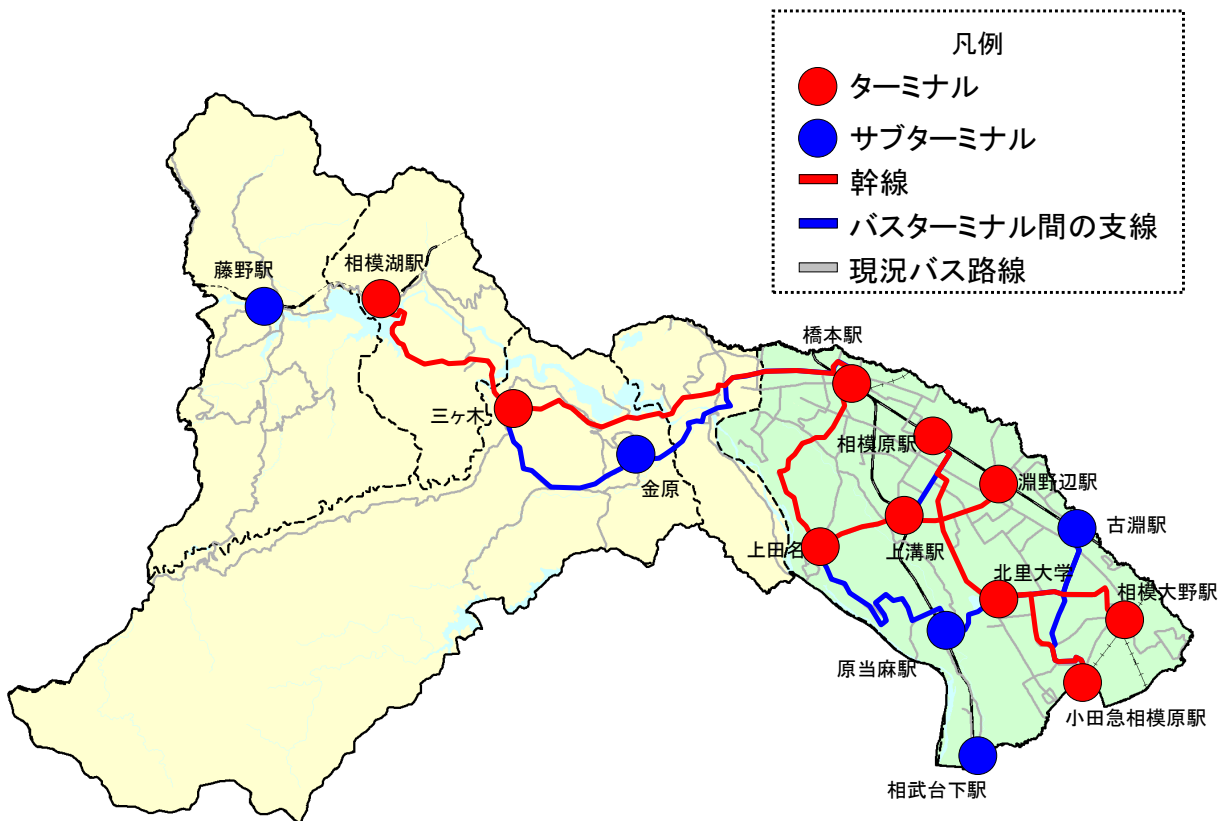 凡例
ターミナル
サブターミナル
幹線
バスターミナル間の支線
現況バス路線
藤野駅
相模湖駅
橋本駅
三ヶ木
相模原駅
金原
淵野辺駅
古淵駅
上田名
上溝駅
北里大学
相模大野駅
原当麻駅
小田急相模原駅
相武台下駅